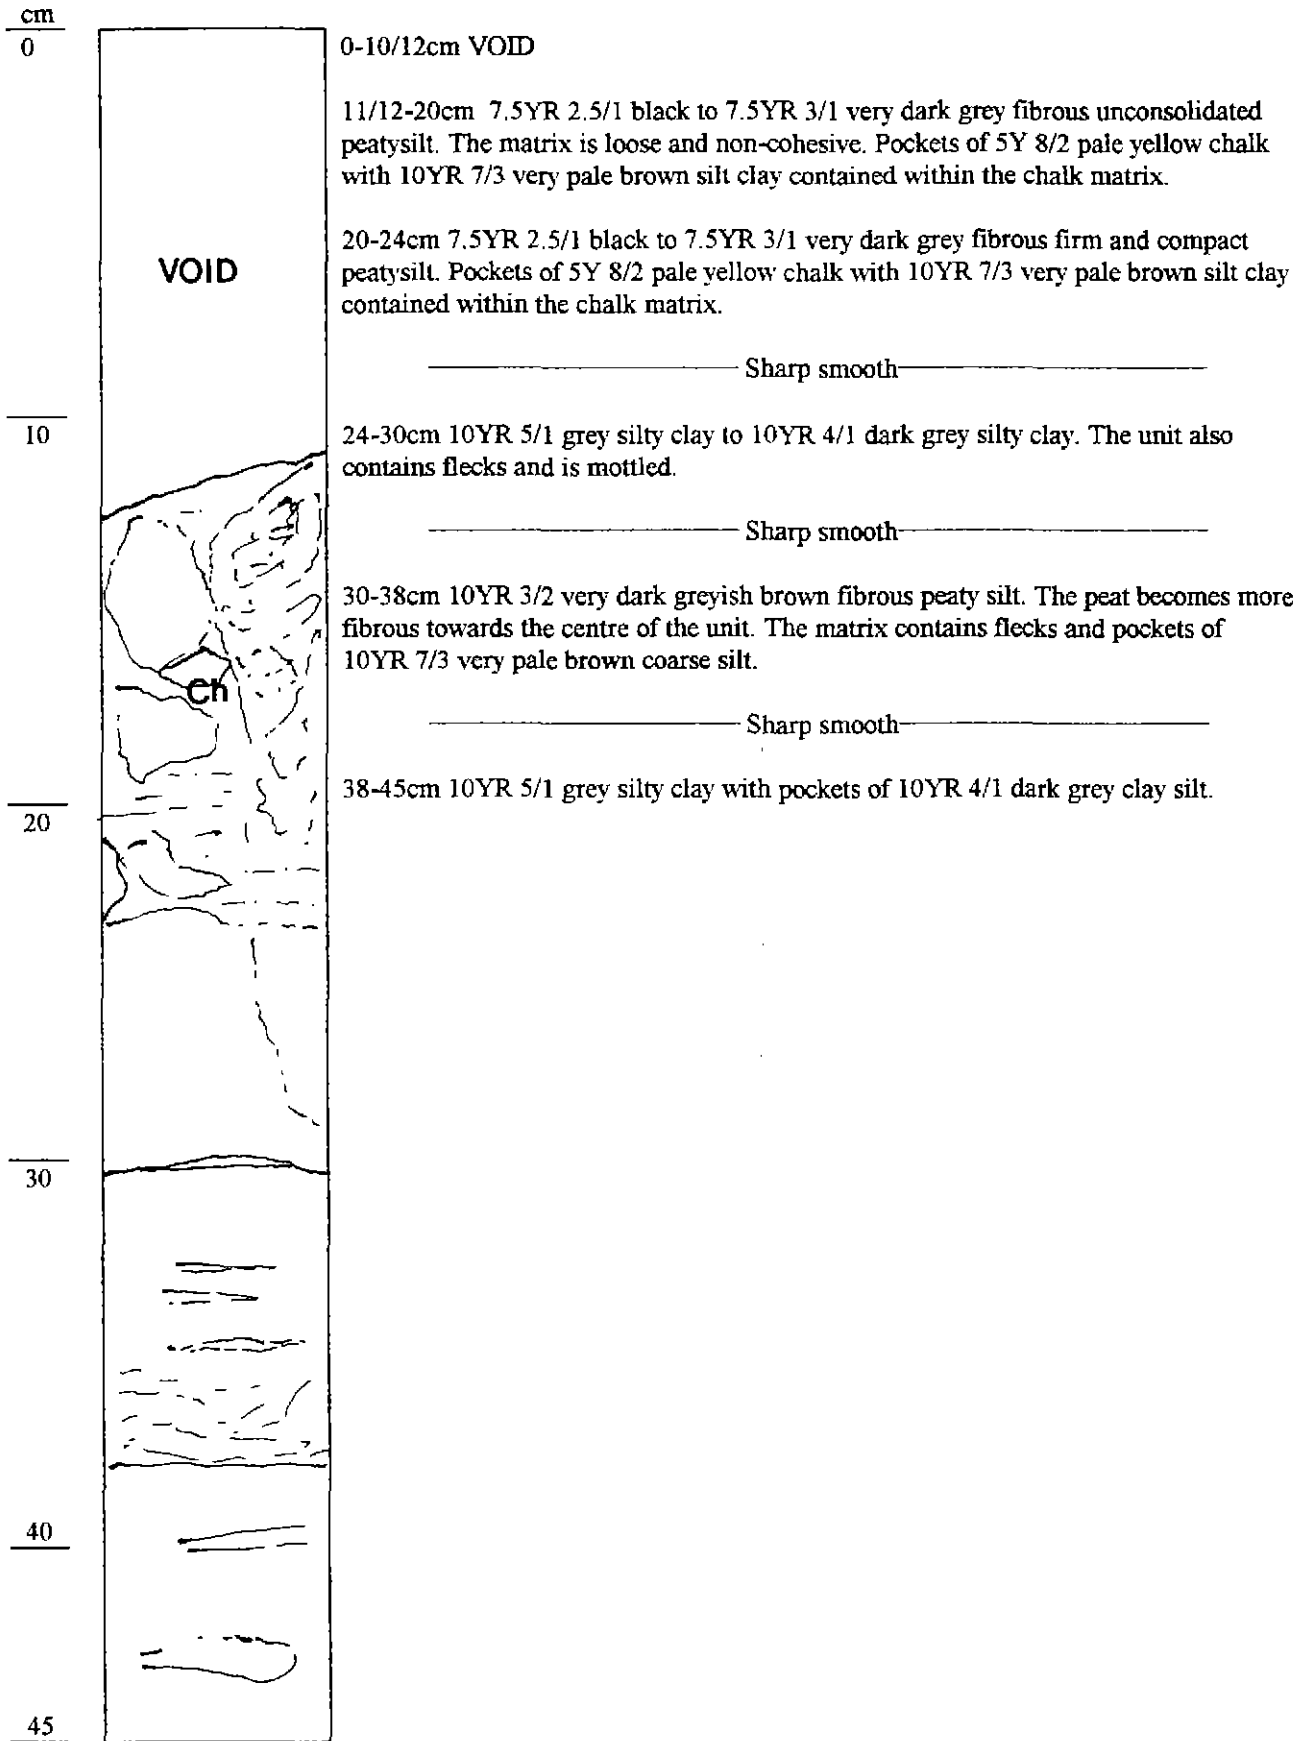 cm
0
0-10/12cm VOID
11/12-20cm 7.5YR 2.5/1 black to 7.5YR 3/1 very dark grey fibrous unconsolidated
peatysilt. The matrix is loose and non-cohesive. Pockets of 5Y 8/2 pale yellow chalk
with 10YR 7/3 very pale brown silt clay contained within the chalk matrix.
20-24cm 7.5YR 2.5/1 black to 7.5YR 3/1 very dark grey fibrous firm and compact
peatysilt. Pockets of 5Y 8/2 pale yellow chalk with 10YR 7/3 very pale brown silt clay
contained within the chalk matrix.
VOID
Sharp smooth
10
24-30cm 10YR 5/1 grey silty clay to 10YR 4/1 dark grey silty clay. The unit also
contains flecks and is mottled.
Sharp smooth
30-38cm 10YR 3/2 very dark greyish brown fibrous peaty silt. The peat becomes more
fibrous towards the centre of the unit. The matrix contains flecks and pockets of
10YR 7/3 very pale brown coarse silt.
Ch
Sharp smooth
38-45cm 10YR 5/1 grey silty clay with pockets of 10YR 4/1 dark grey clay silt.
20
30
40
45